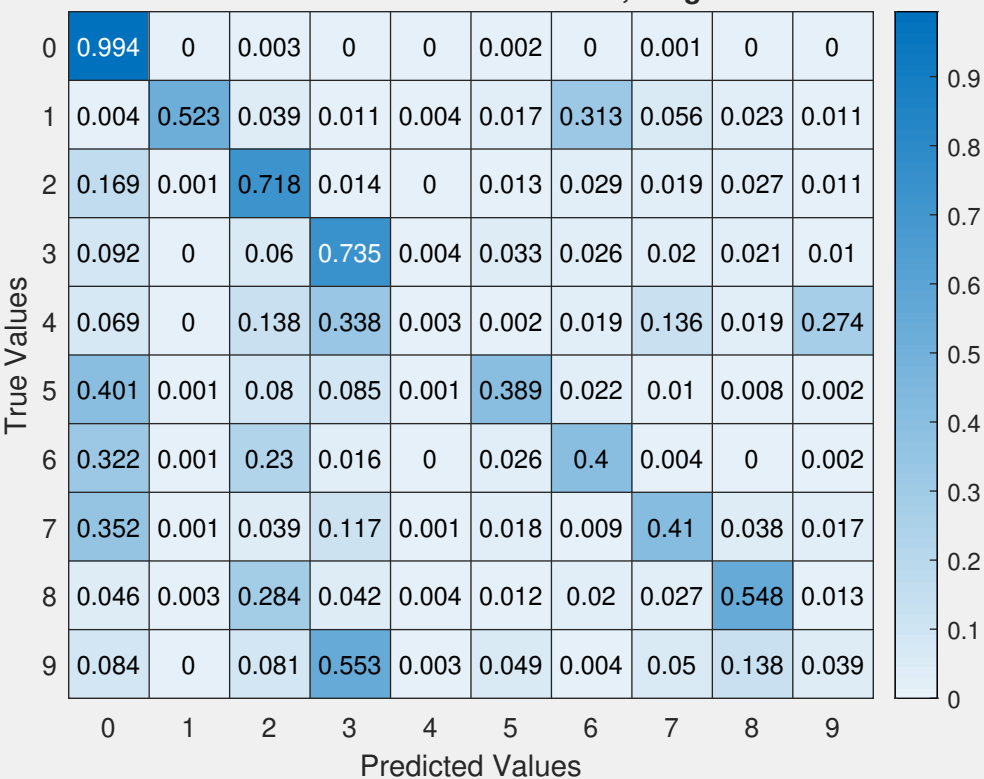 0 0.994 0 0.003 0 0 0.002 0 0.001 0 0
1 0.004 0.523 0.039 0.011 0.004 0.017 0.313 0.056 0.023 0.011
2 0.169 0.001 0.718 0.014 0 0.013 0.029 0.019 0.027 0.011
3 0.092 0 0.06 0.735 0.004 0.033 0.026 0.02 0.021 0.01
4 0.069 0 0.138 0.338 0.003 0.002 0.019 0.136 0.019 0.274
5 0.401 0.001 0.08 0.085 0.001 0.389 0.022 0.01 0.008 0.002
6 0.322 0.001 0.23 0.016 0 0.026 0.4 0.004 0 0.002
7 0.352 0.001 0.039 0.117 0.001 0.018 0.009 0.41 0.038 0.017
8 0.046 0.003 0.284 0.042 0.004 0.012 0.02 0.027 0.548 0.013
9 0.084 0 0.081 0.553 0.003 0.049 0.004 0.05 0.138 0.039
0 1 2 3 4 5 6 7 8 9
Predicted Values
True Values
0.9
0.8
0.7
0.6
0.5
0.4
0.3
0.2
0.1
0